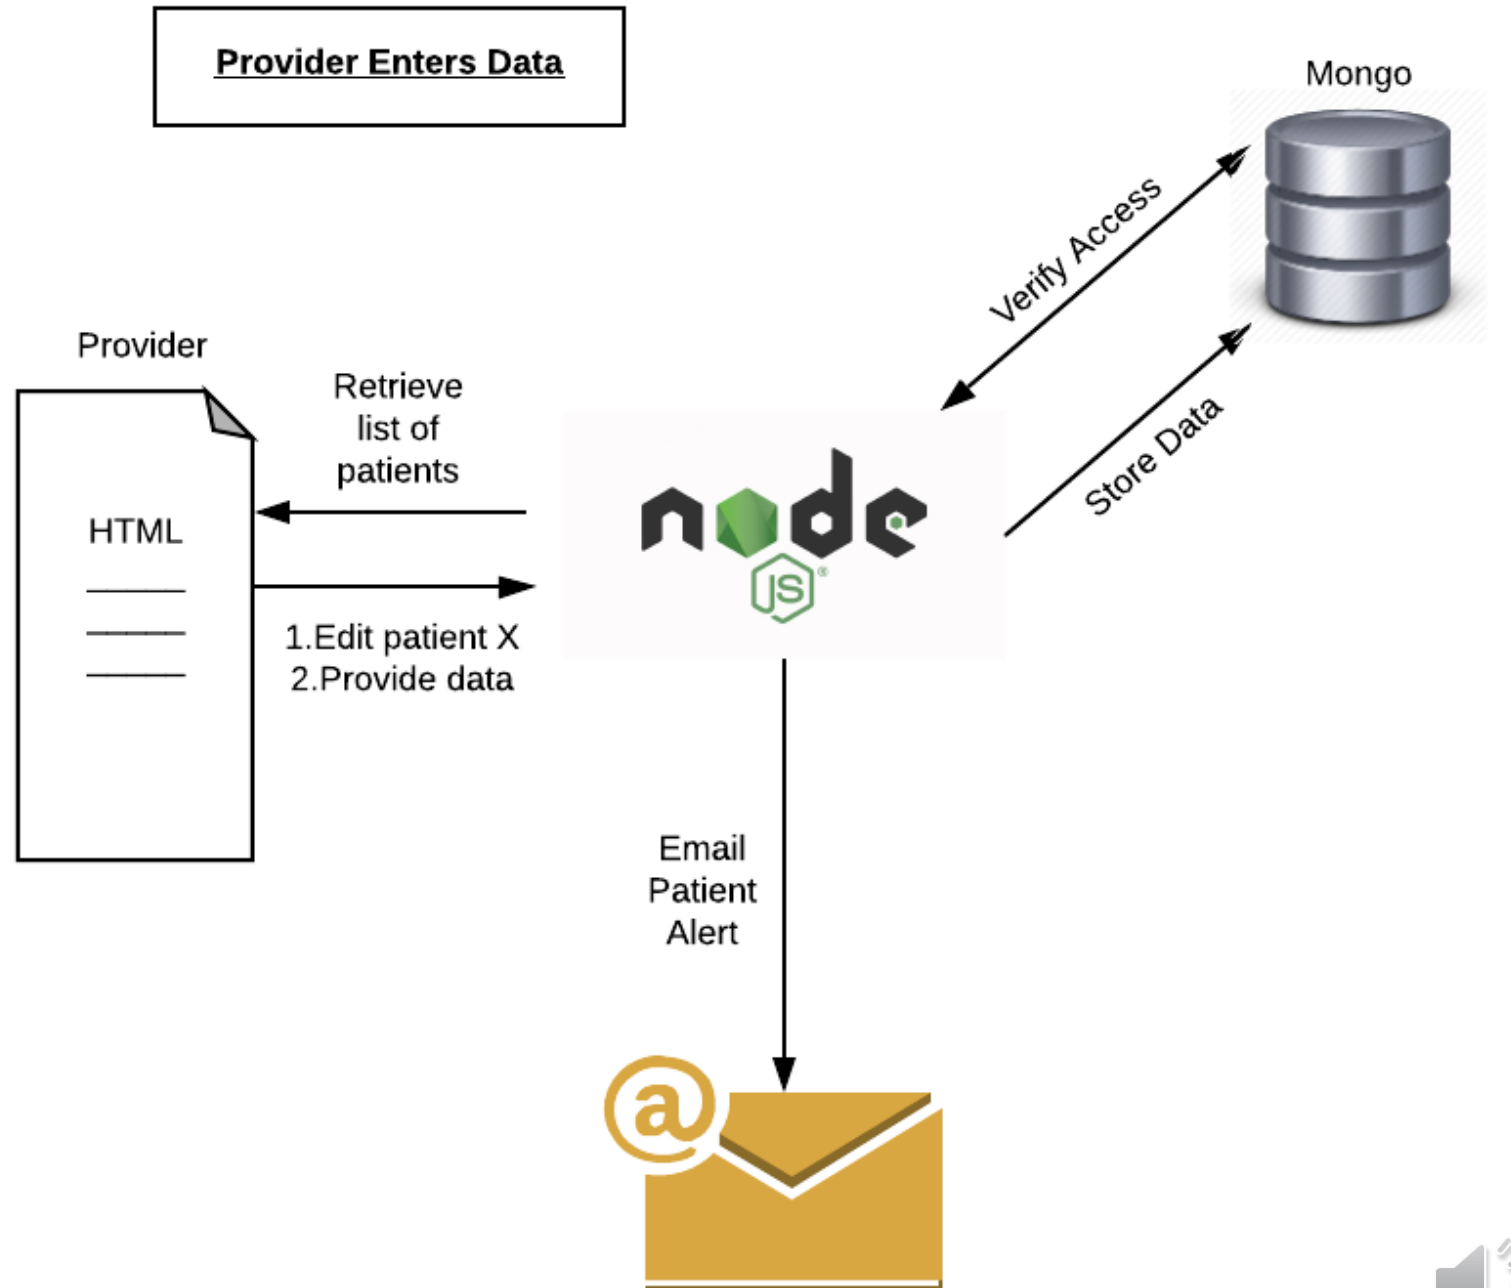 Provider Enters Data
Mongo
Verify Access
Store Data
Provider
HTML
Retrieve
list of
patients
1.Edit patient X
2.Provide data
node
JS®
Email
Patient
Alert
@